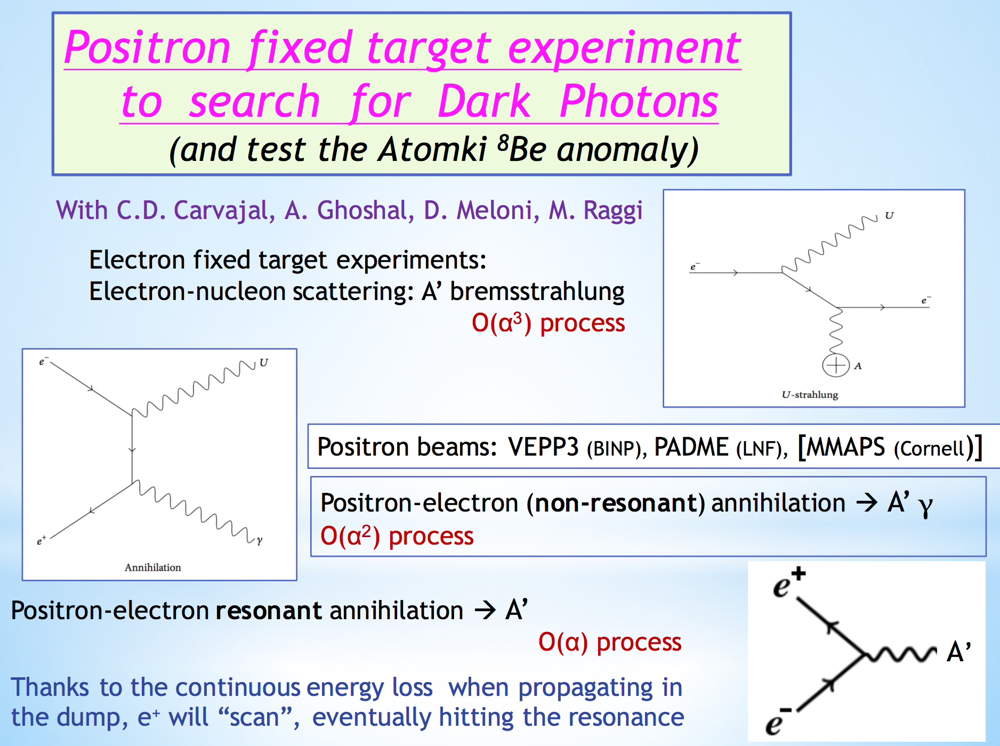 Positron fixed target experiment
to search for Dark Photons
(and test the Atomki ⁸Be anomaly)
With C.D. Carvajal, A. Ghoshal, D. Meloni, M. Raggi
Electron fixed target experiments:
Electron-nucleon scattering: A’ bremsstrahlung
O(α³) process
U
e⁻
e⁻
A
U-strahlung
e⁻
U
e⁺
γ
Annihilation
Positron beams: VEPP3 (BINP), PADME (LNF), [MMAPS (Cornell)]
Positron-electron (non-resonant) annihilation → A’ γ
O(α²) process
Positron-electron resonant annihilation → A’
O(α) process
e⁺
A’
e⁻
Thanks to the continuous energy loss when propagating in
the dump, e⁺ will “scan”, eventually hitting the resonance